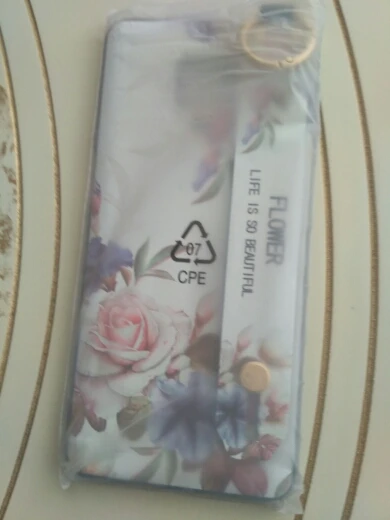 FLOWER
LIFE IS SO BEAUTIFUL
07
CPE